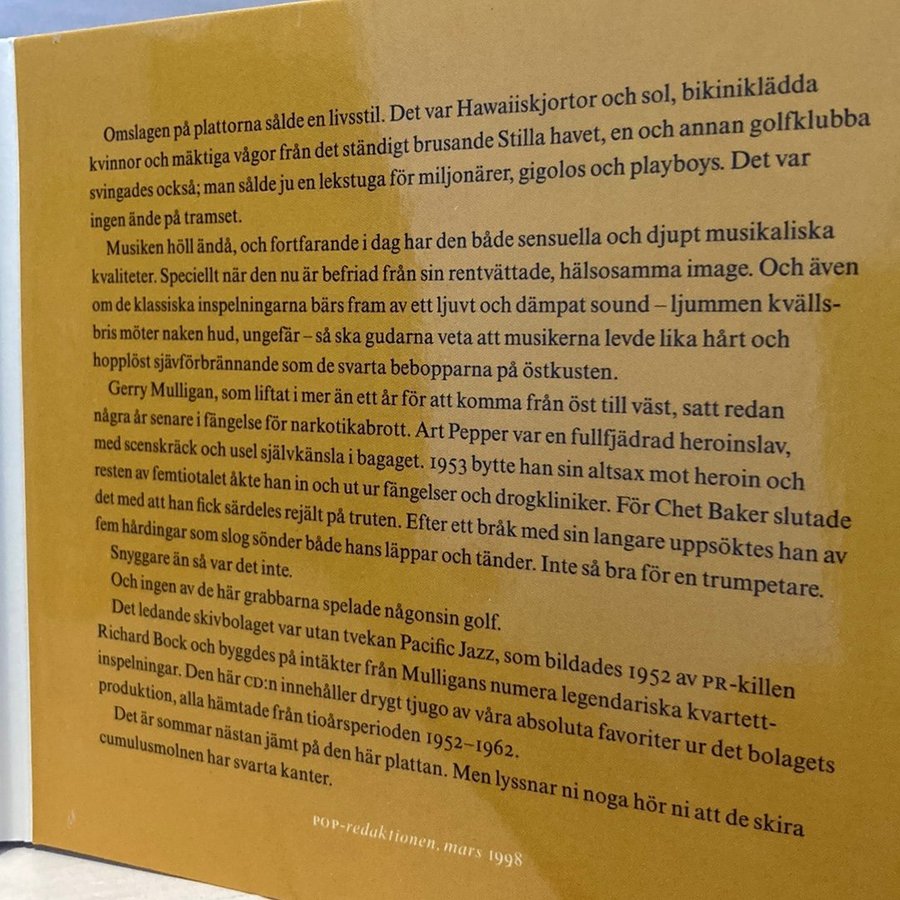 Omslagen på plattorna sålde en livsstil. Det var Hawaiiskjortor och sol, bikiniklädda
kvinnor och mäktiga vågor från det ständigt brusande Stilla havet, en och annan golfklubba
svingades också; man sålde ju en lekstuga för miljonärer, gigolos och playboys. Det var
ingen ände på tramset.
Musiken höll ändå, och fortfarande i dag har den både sensuella och djupt musikaliska
kvaliteter. Speciellt när den nu är befriad från sin rentvättade, hälsosamma image. Och även
om de klassiska inspelningarna bärs fram av ett ljuvt och dämpat sound – ljummen kvälls-
bris möter naken hud, ungefär – så ska gudarna veta att musikerna levde lika hårt och
hopplöst sjävförbrännande som de svarta bebopparna på östkusten.
Gerry Mulligan, som liftat i mer än ett år för att komma från öst till väst, satt redan
några år senare i fängelse för narkotikabrott. Art Pepper var en fullfjädrad heroinslav,
med scenskräck och usel självkänsla i bagaget. 1953 bytte han sin altsax mot heroin och
resten av femtiotalet åkte han in och ut ur fängelser och drogkliniker. För Chet Baker slutade
det med att han fick särdeles rejält på truten. Efter ett bråk med sin langare uppsöktes han av
fem hårdingar som slog sönder både hans läppar och tänder. Inte så bra för en trumpetare.
Snyggare än så var det inte.
Och ingen av de här grabbarna spelade någonsin golf.
Det ledande skivbolaget var utan tvekan Pacific Jazz, som bildades 1952 av PR-killen
Richard Bock och byggdes på intäkter från Mulligans numera legendariska kvartett-
inspelningar. Den här CD:n innehåller drygt tjugo av våra absoluta favoriter ur det bolagets
produktion, alla hämtade från tioårsperioden 1952–1962.
Det är sommar nästan jämt på den här plattan. Men lyssnar ni noga hör ni att de skira
cumulusmolnen har svarta kanter.
POP-redaktionen, mars 1998